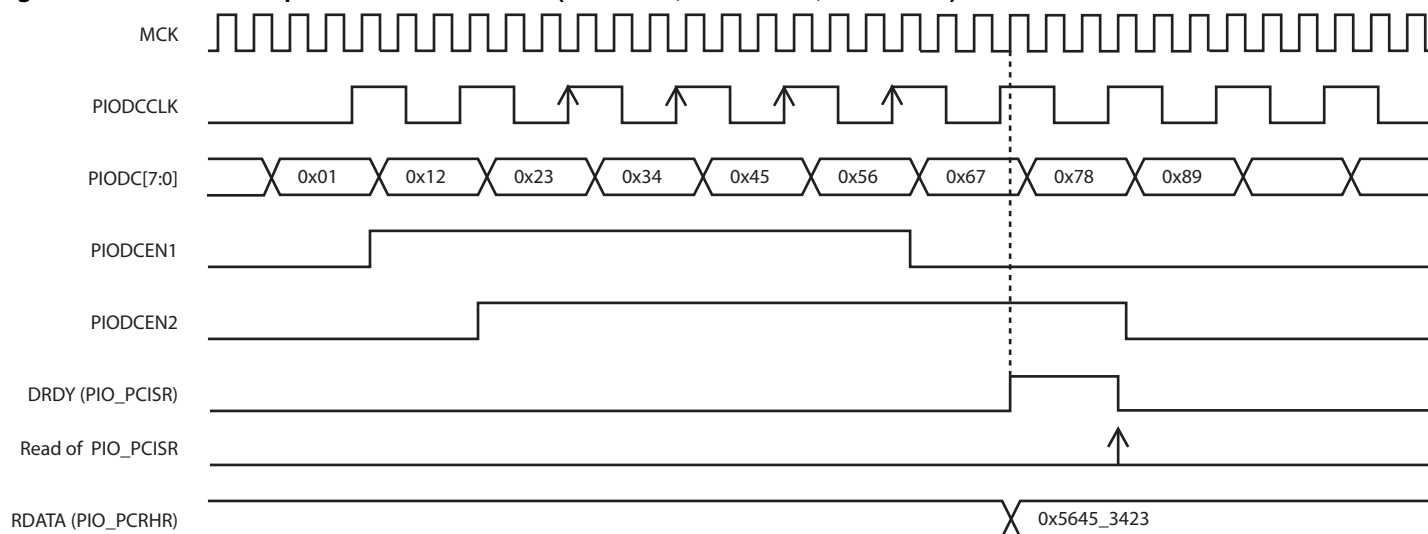 MCK
PIODCCLK
PIODC[7:0]
0x01 0x12 0x23 0x34 0x45 0x56 0x67 0x78 0x89
PIODCEN1
PIODCEN2
DRDY (PIO_PCISR)
Read of PIO_PCISR
RDATA (PIO_PCRHR)
0x5645_3423